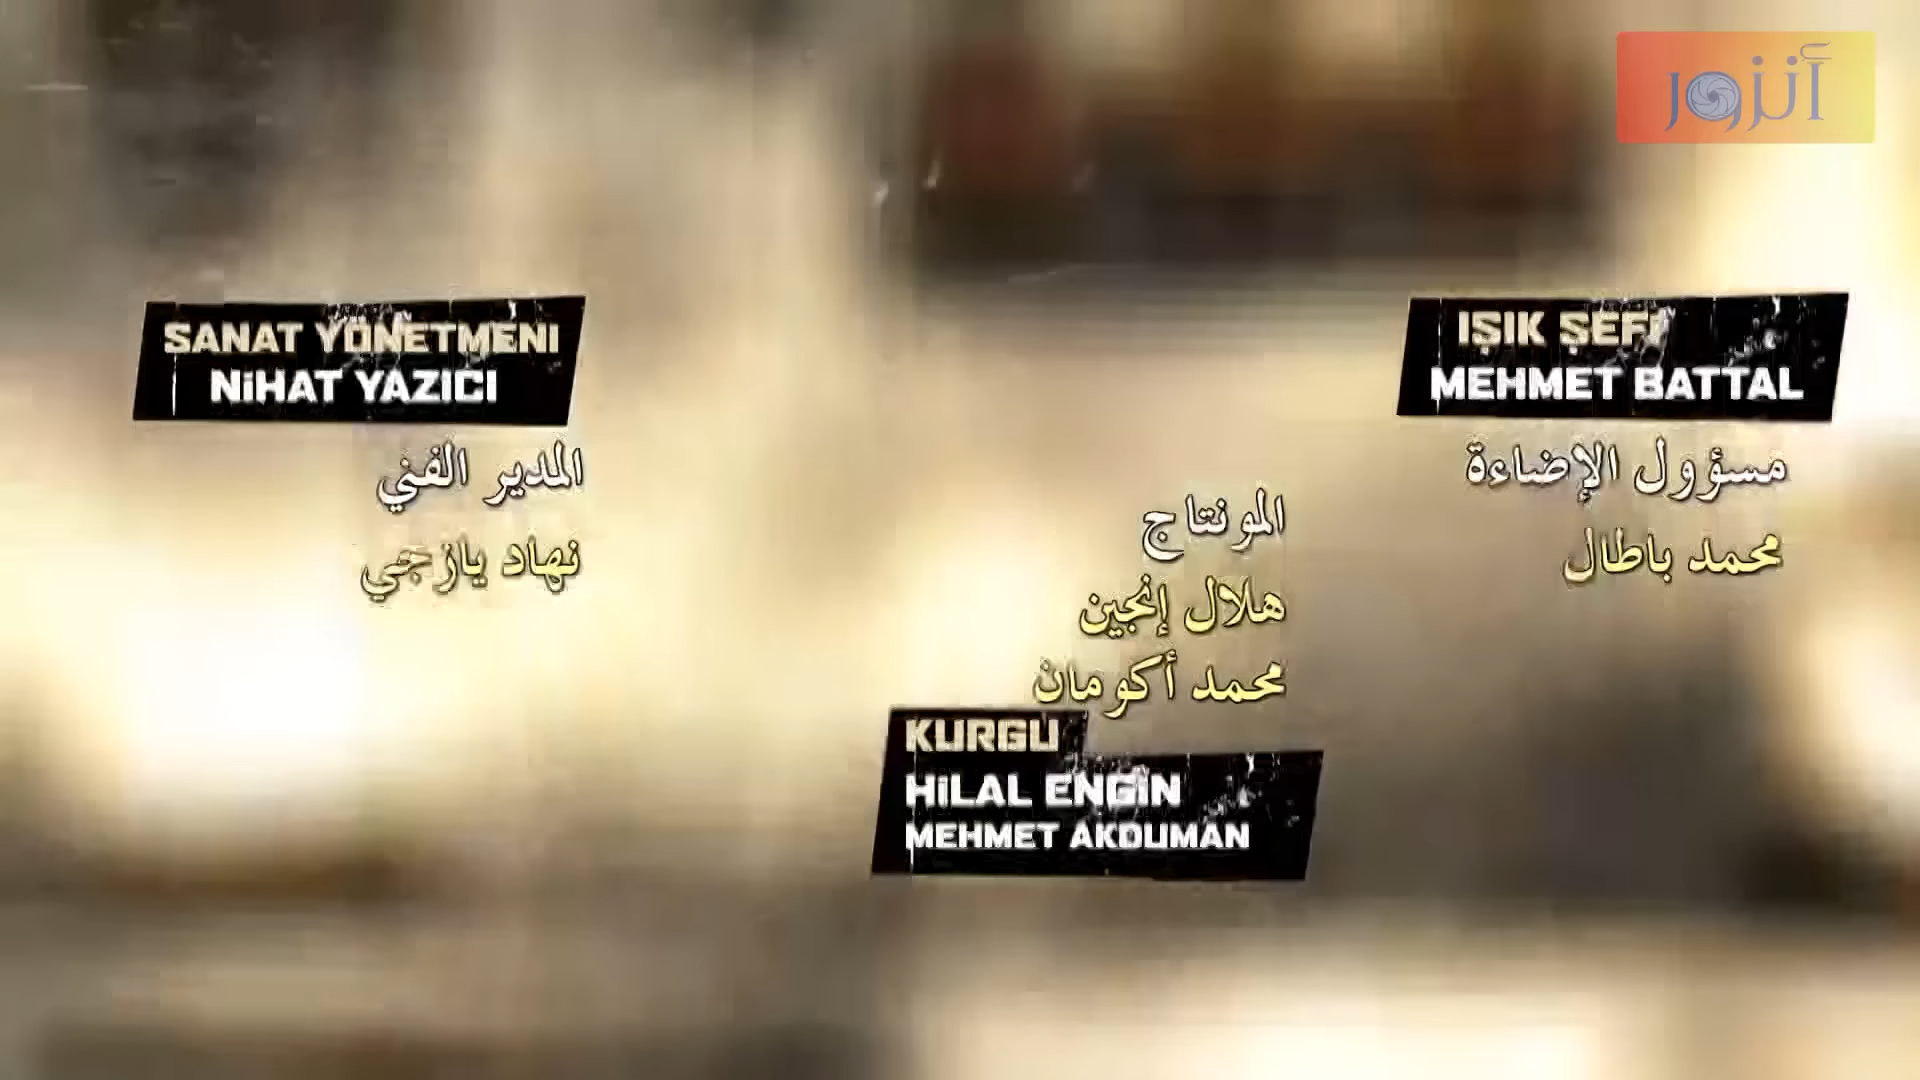 آنزور
SANAT YÖNETMENİ
NİHAT YAZICI
المدير الفني
نهاد يازجي
IŞIK ŞEFİ
MEHMET BATTAL
مسؤول الإضاءة
محمد باطال
المونتاج
هلال إنجين
محمد أكومان
KURGU
HİLAL ENGİN
MEHMET AKDUMAN